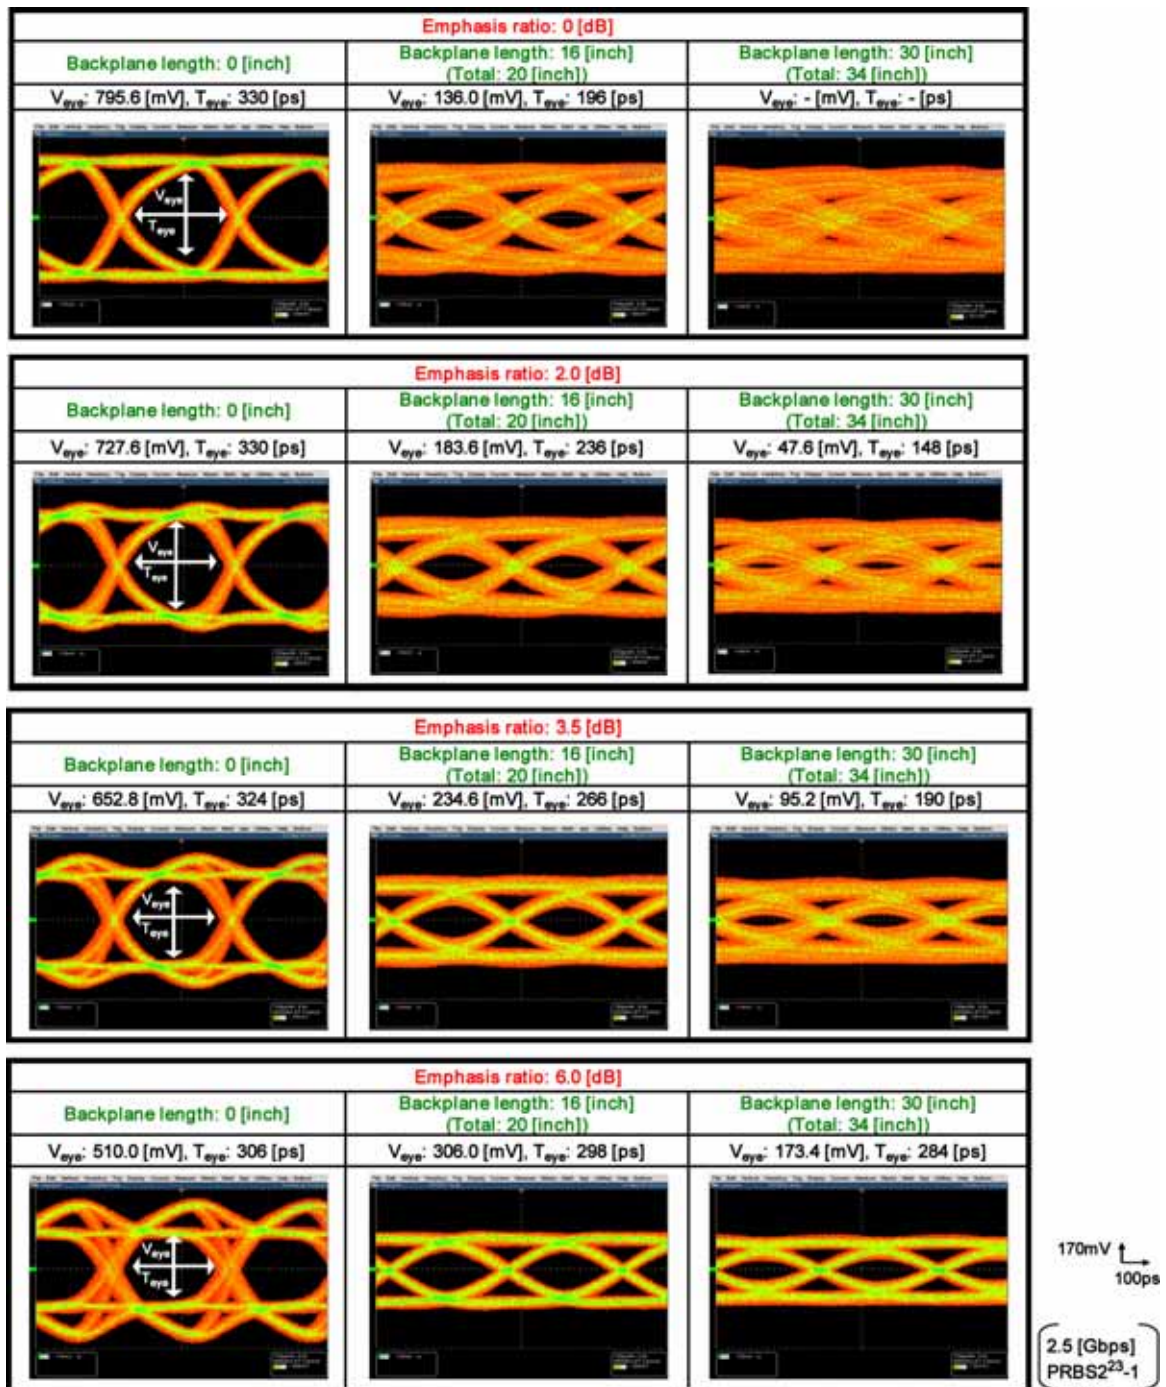 Emphasis ratio: 0 [dB]
Backplane length: 0 [inch]
Backplane length: 16 [inch]
(Total: 20 [inch])
Backplane length: 30 [inch]
(Total: 34 [inch])
Veye: 795.6 [mV], Teye: 330 [ps]
Veye: 136.0 [mV], Teye: 196 [ps]
Veye: - [mV], Teye: - [ps]
Veye
Teye
Emphasis ratio: 2.0 [dB]
Backplane length: 0 [inch]
Backplane length: 16 [inch]
(Total: 20 [inch])
Backplane length: 30 [inch]
(Total: 34 [inch])
Veye: 727.6 [mV], Teye: 330 [ps]
Veye: 183.6 [mV], Teye: 236 [ps]
Veye: 47.6 [mV], Teye: 148 [ps]
Veye
Teye
Emphasis ratio: 3.5 [dB]
Backplane length: 0 [inch]
Backplane length: 16 [inch]
(Total: 20 [inch])
Backplane length: 30 [inch]
(Total: 34 [inch])
Veye: 652.8 [mV], Teye: 324 [ps]
Veye: 234.6 [mV], Teye: 266 [ps]
Veye: 95.2 [mV], Teye: 190 [ps]
Veye
Teye
Emphasis ratio: 6.0 [dB]
Backplane length: 0 [inch]
Backplane length: 16 [inch]
(Total: 20 [inch])
Backplane length: 30 [inch]
(Total: 34 [inch])
Veye: 510.0 [mV], Teye: 306 [ps]
Veye: 306.0 [mV], Teye: 298 [ps]
Veye: 173.4 [mV], Teye: 284 [ps]
Veye
Teye
170mV
100ps
2.5 [Gbps]
PRBS2²³-1